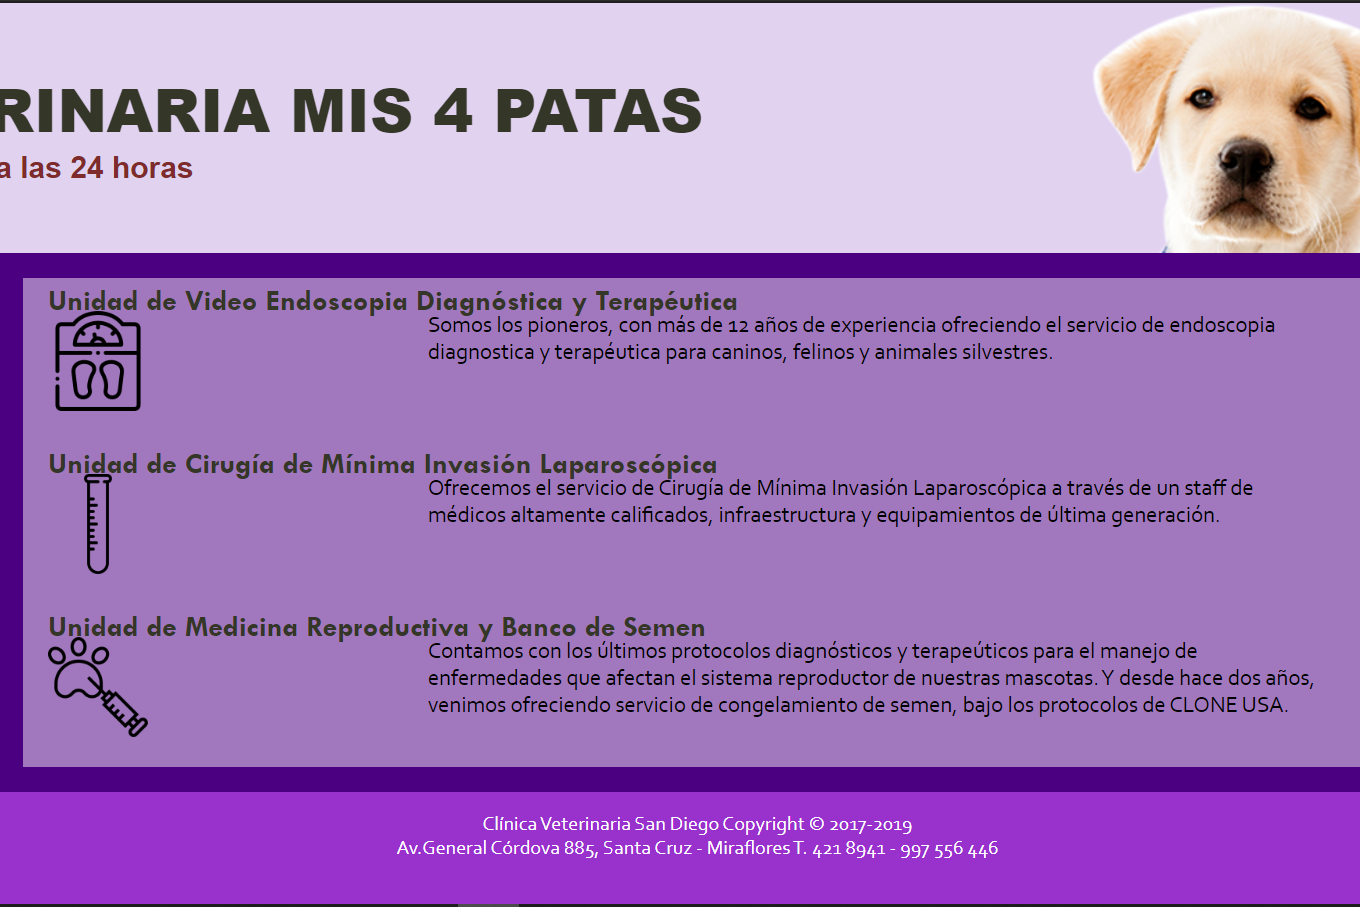 RINARIA MIS 4 PATAS
a las 24 horas
Unidad de Video Endoscopia Diagnóstica y Terapéutica
Somos los pioneros, con más de 12 años de experiencia ofreciendo el servicio de endoscopia
diagnostica y terapéutica para caninos, felinos y animales silvestres.
Unidad de Cirugía de Mínima Invasión Laparoscópica
Ofrecemos el servicio de Cirugía de Mínima Invasión Laparoscópica a través de un staff de
médicos altamente calificados, infraestructura y equipamientos de última generación.
Unidad de Medicina Reproductiva y Banco de Semen
Contamos con los últimos protocolos diagnósticos y terapeúticos para el manejo de
enfermedades que afectan el sistema reproductor de nuestras mascotas. Y desde hace dos años,
venimos ofreciendo servicio de congelamiento de semen, bajo los protocolos de CLONE USA.
Clínica Veterinaria San Diego Copyright © 2017-2019
Av.General Córdova 885, Santa Cruz - Miraflores T. 421 8941 - 997 556 446